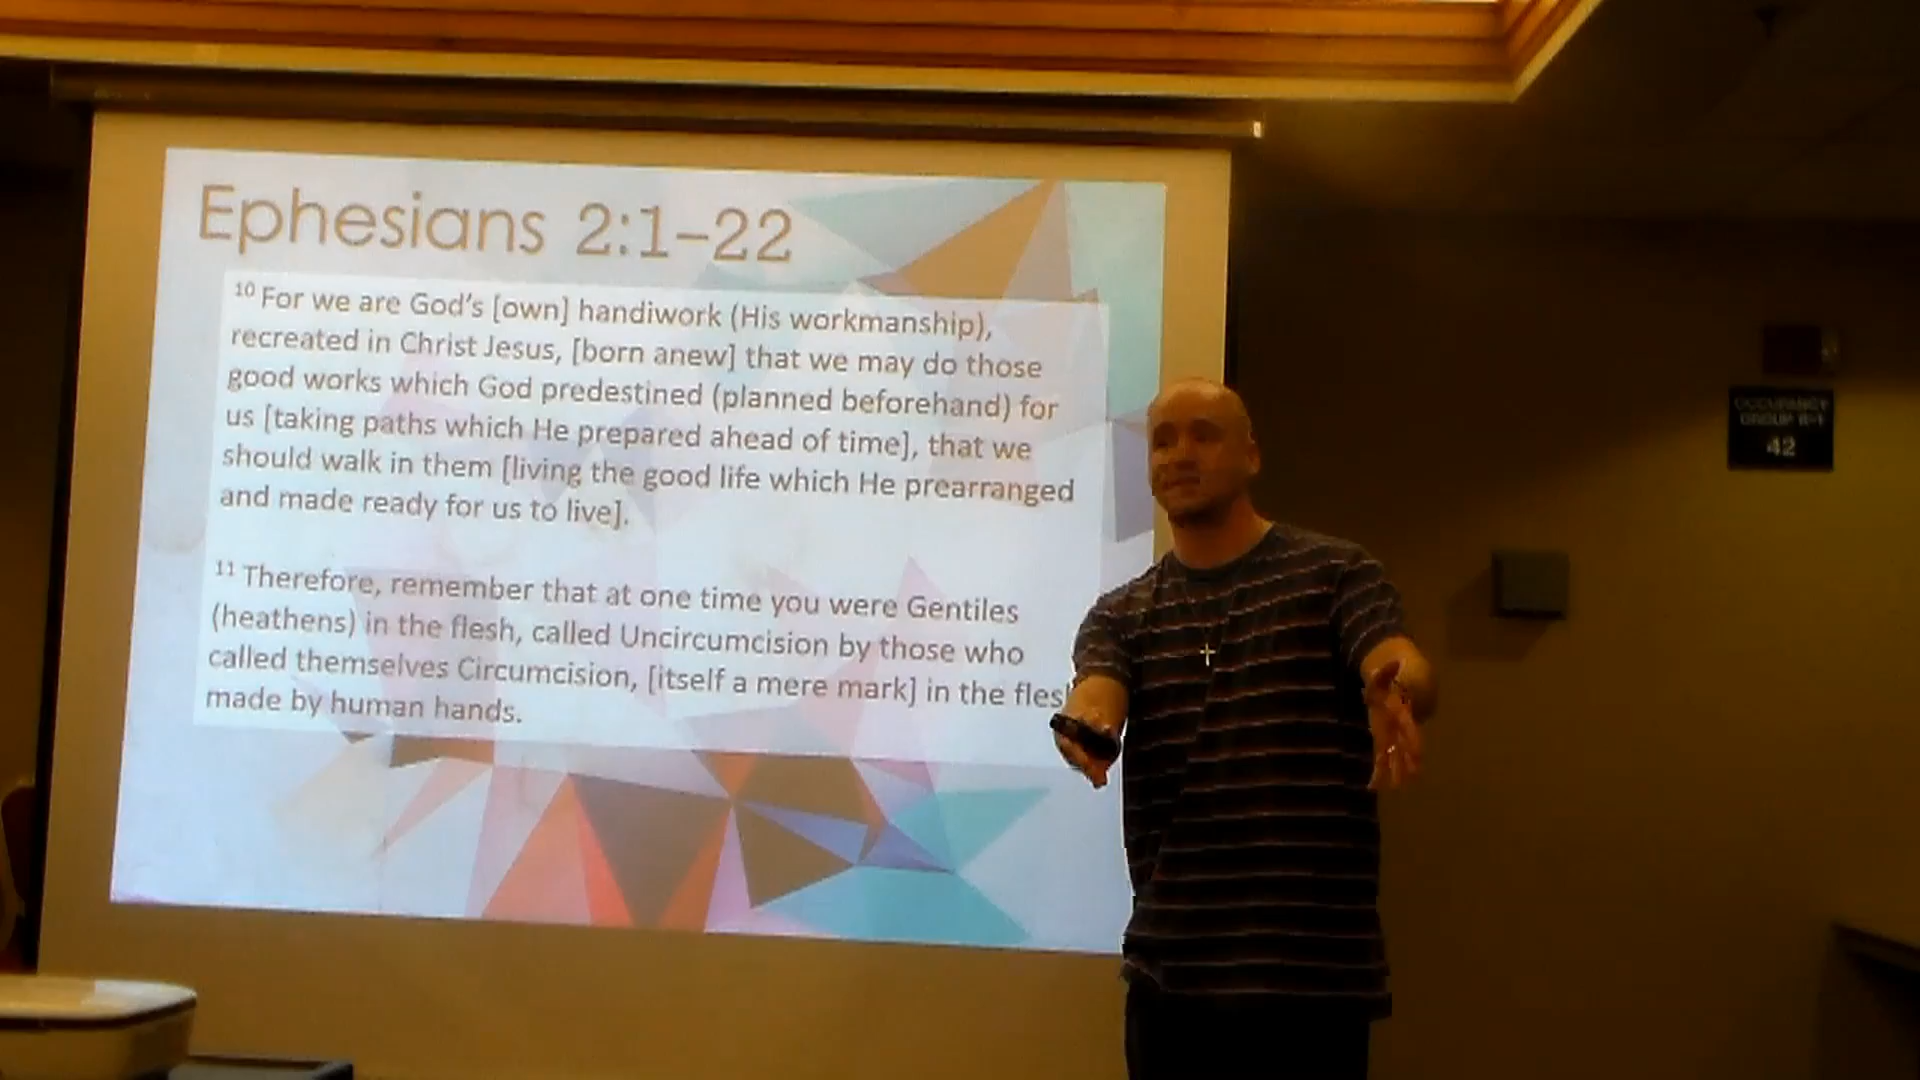 Ephesians 2:1–22
10 For we are God's [own] handiwork (His workmanship),
recreated in Christ Jesus, [born anew] that we may do those
good works which God predestined (planned beforehand) for
us [taking paths which He prepared ahead of time], that we
should walk in them [living the good life which He prearranged
and made ready for us to live].
11 Therefore, remember that at one time you were Gentiles
(heathens) in the flesh, called Uncircumcision by those who
called themselves Circumcision, [itself a mere mark] in the fles
made by human hands.
OCCUPANCY
GROUP
42